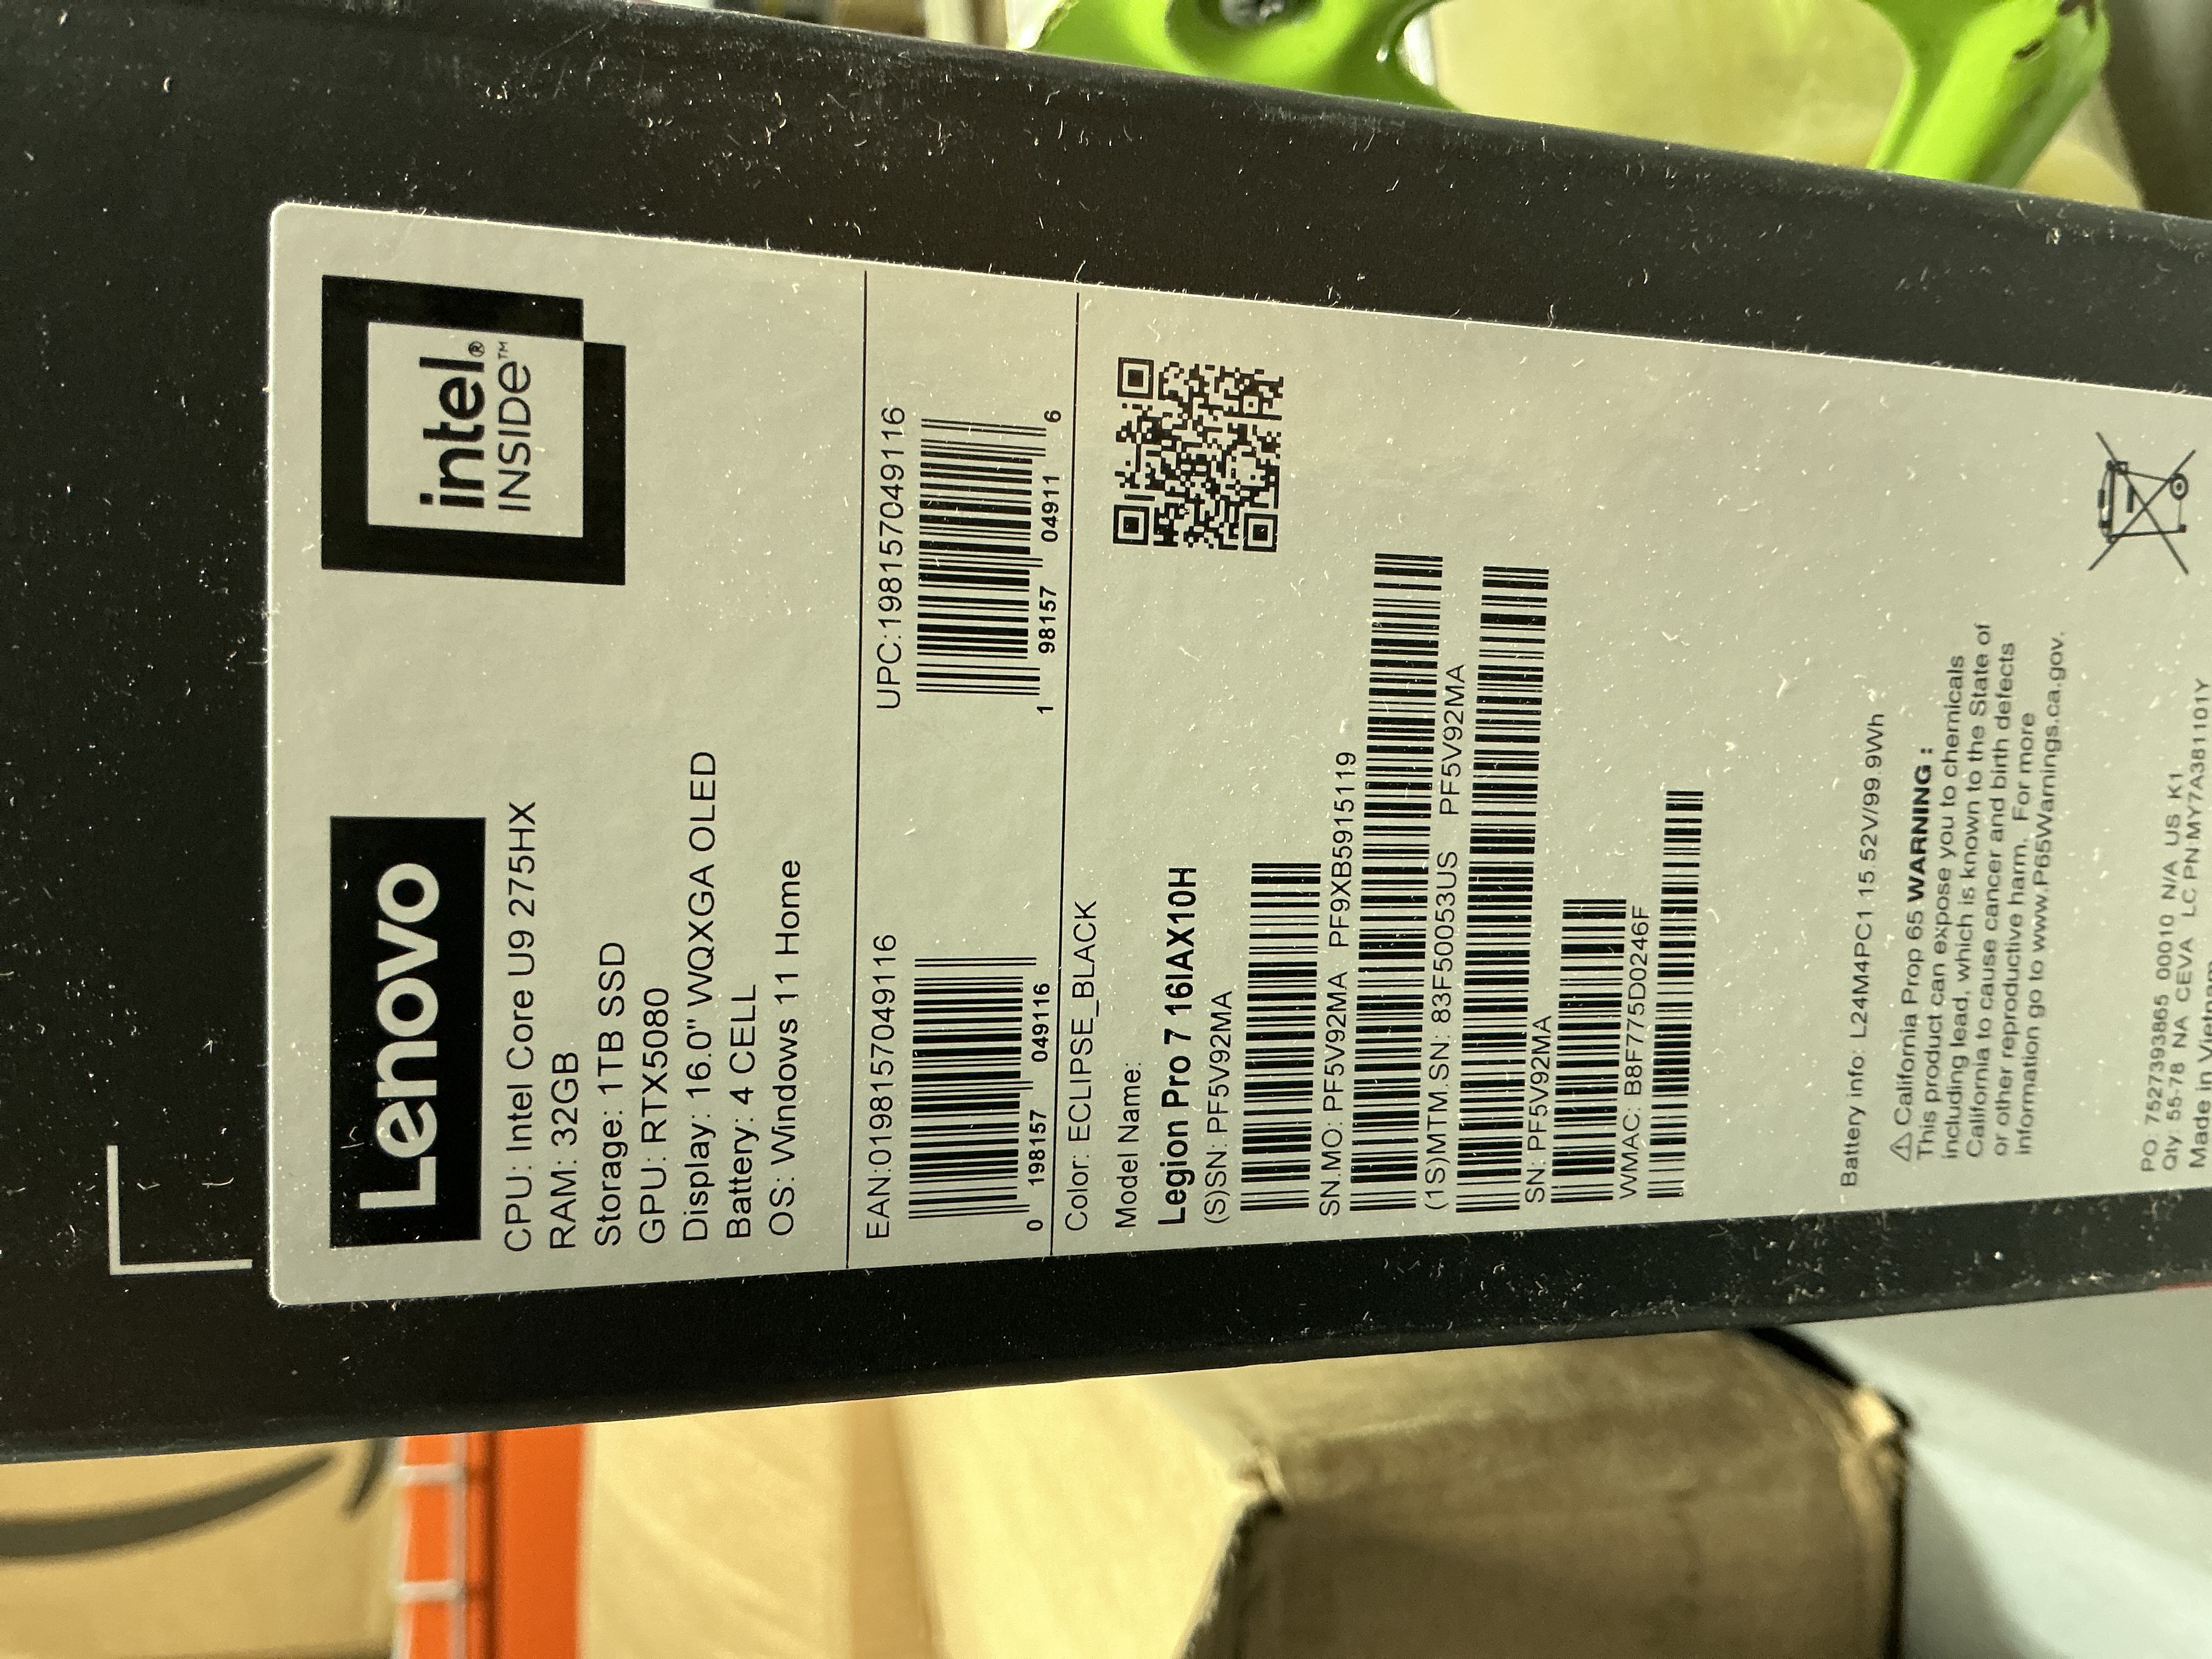 Lenovo
intel®
INSIDE™
CPU: Intel Core U9 275HX
RAM: 32GB
Storage: 1TB SSD
GPU: RTX5080
Display: 16.0" WQXGA OLED
Battery: 4 CELL
OS: Windows 11 Home
EAN:0198157049116
0 198157 049116
UPC:198157049116
1 98157 04911 6
Color: ECLIPSE_BLACK
Model Name:
Legion Pro 7 16IAX10H
(S)SN: PF5V92MA
SN.MO: PF5V92MA PF9XB5915119
(1S)MTM.SN: 83F50053US PF5V92MA
SN: PF5V92MA
WMAC: B8F775D0246F
Battery info: L24M4PC1 15.52V/99.9Wh
⚠California Prop 65 WARNING :
This product can expose you to chemicals
including lead, which is known to the State of
California to cause cancer and birth defects
or other reproductive harm. For more
information go to www.P65Warnings.ca.gov.
PO: 7527393865 00010 N/A US K1
Qty: 55-78 NA CEVA LC PN:MY7A381101Y
Made in Vietnam